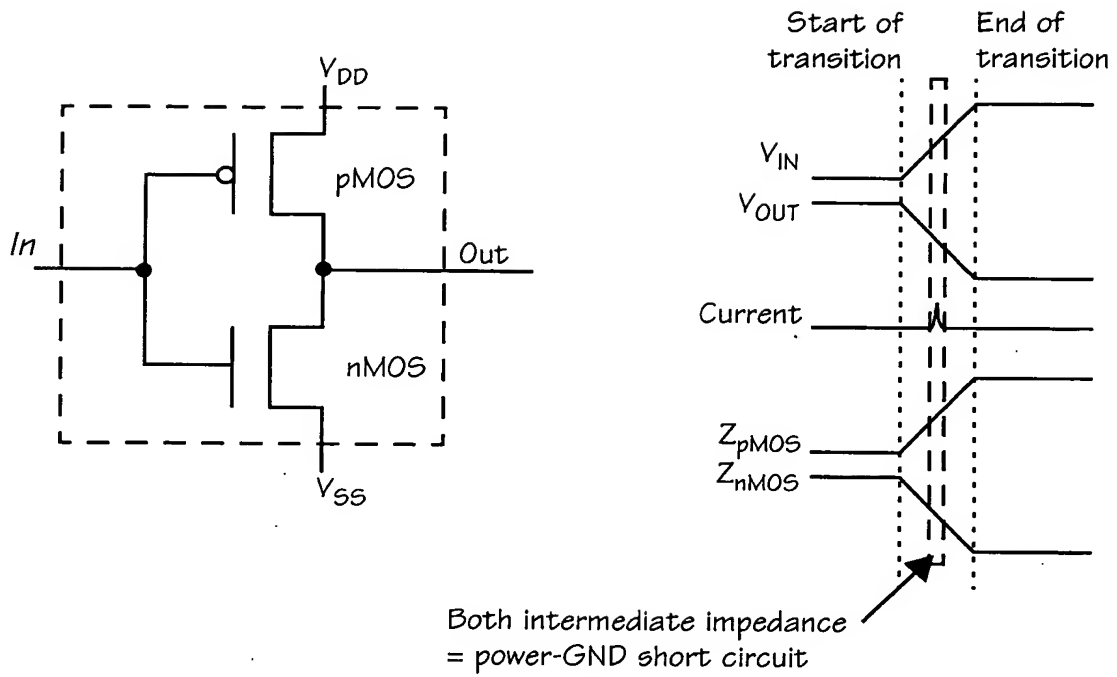 V_DD
pMOS
In
Out
nMOS
V_SS
Start of
transition
End of
transition
V_IN
V_OUT
Current
Z_pMOS
Z_nMOS
Both intermediate impedance
= power-GND short circuit